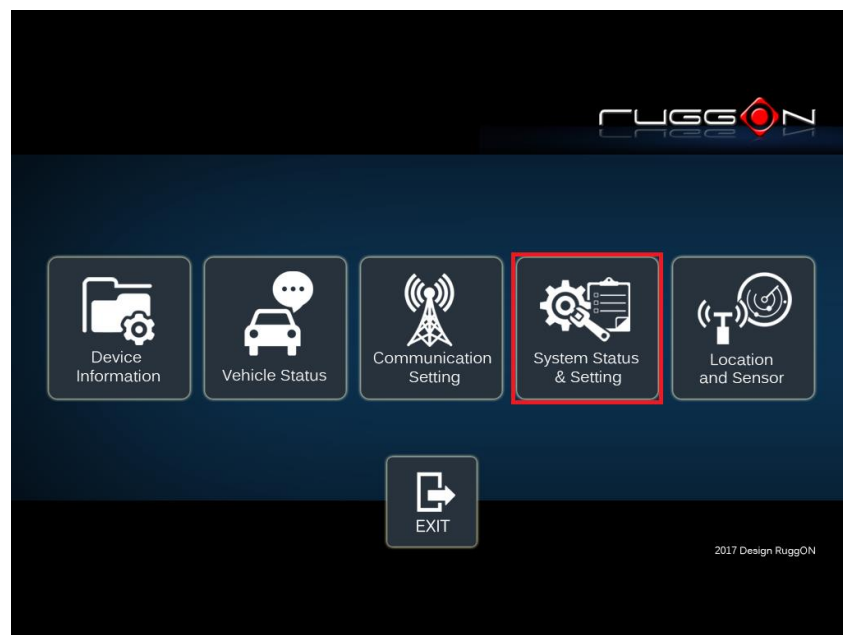 ruggON
Device
Information
Vehicle Status
Communication
Setting
System Status
& Setting
Location
and Sensor
EXIT
2017 Design RuggON